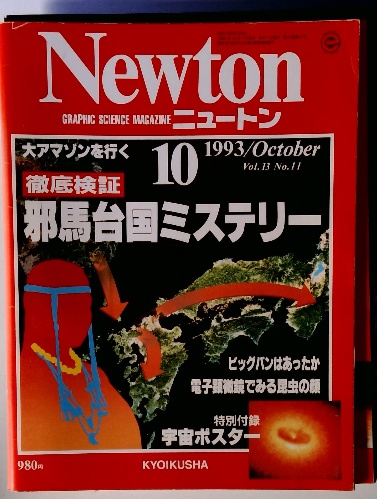 Newton
GRAPHIC SCIENCE MAGAZINE ニュートン
大アマゾンを行く
10
1993/October
Vol.13 No.11
徹底検証
邪馬台国ミステリー
ビッグバンはあったか
電子顕微鏡でみる昆虫の顔
特別付録
宇宙ポスター
980円
KYOIKUSHA